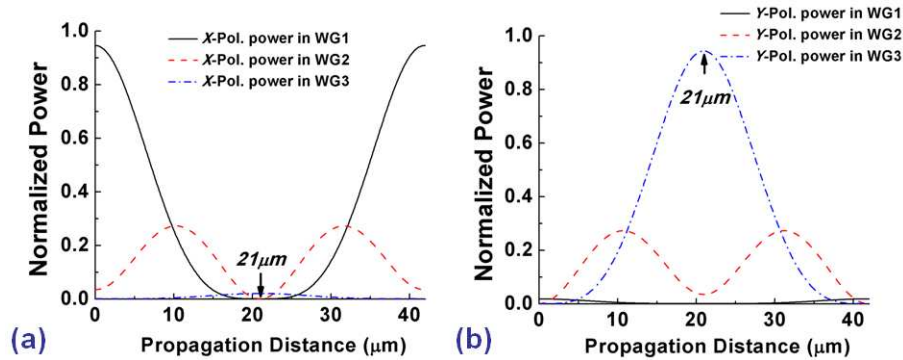 X-Pol. power in WG1
X-Pol. power in WG2
X-Pol. power in WG3
Normalized Power
1.0
0.8
0.6
0.4
0.2
0.0
21μm
0 10 20 30 40
Propagation Distance (μm)
(a)
Y-Pol. power in WG1
Y-Pol. power in WG2
Y-Pol. power in WG3
Normalized Power
1.0
0.8
0.6
0.4
0.2
0.0
21μm
0 10 20 30 40
Propagation Distance (μm)
(b)